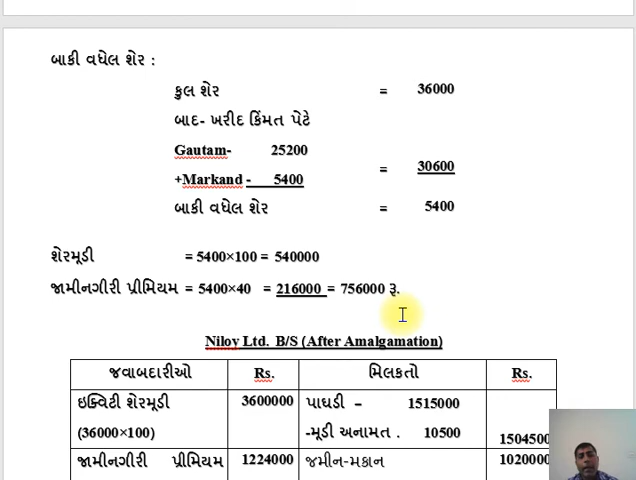 બાકી વધેલ શેર :
કુલ શેર = 36000
બાદ- ખરીદ કિંમત પેટે
Gautam- 25200
+Markand - 5400 = 30600
બાકી વધેલ શેર = 5400
શેરમૂડી = 5400×100 = 540000
જામીનગીરી પ્રીમિયમ = 5400×40 = 216000 = 756000 રૂ.
Niloy Ltd. B/S (After Amalgamation)
જવાબદારીઓ Rs. મિલકતો Rs.
ઇક્વિટી શેરમૂડી 3600000 પાઘડી – 1515000
(36000×100) -મૂડી અનામત . 10500 1504500
જામીનગીરી પ્રીમિયમ 1224000 જમીન-મકાન 1020000